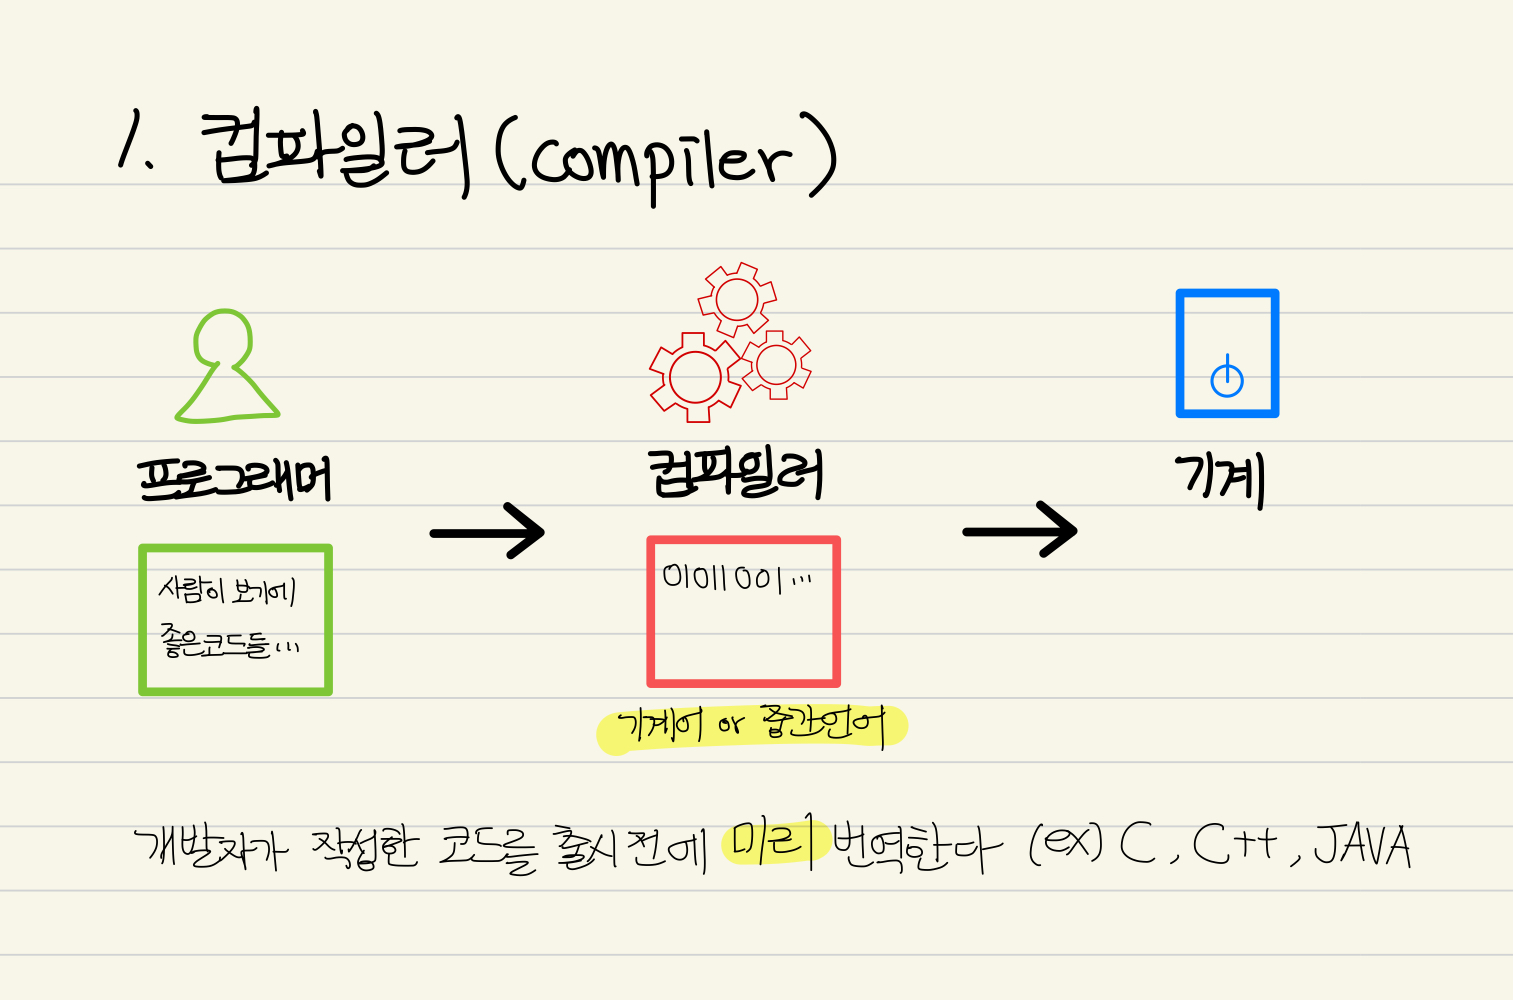 1. 컴파일러(compiler)
프로그래머
컴파일러
기계
사람이 보기에
좋은코드들...
01011001...
기계어 or 중간언어
개발자가 작성한 코드를 출시 전에 미리 번역한다 (ex) C, C++, JAVA